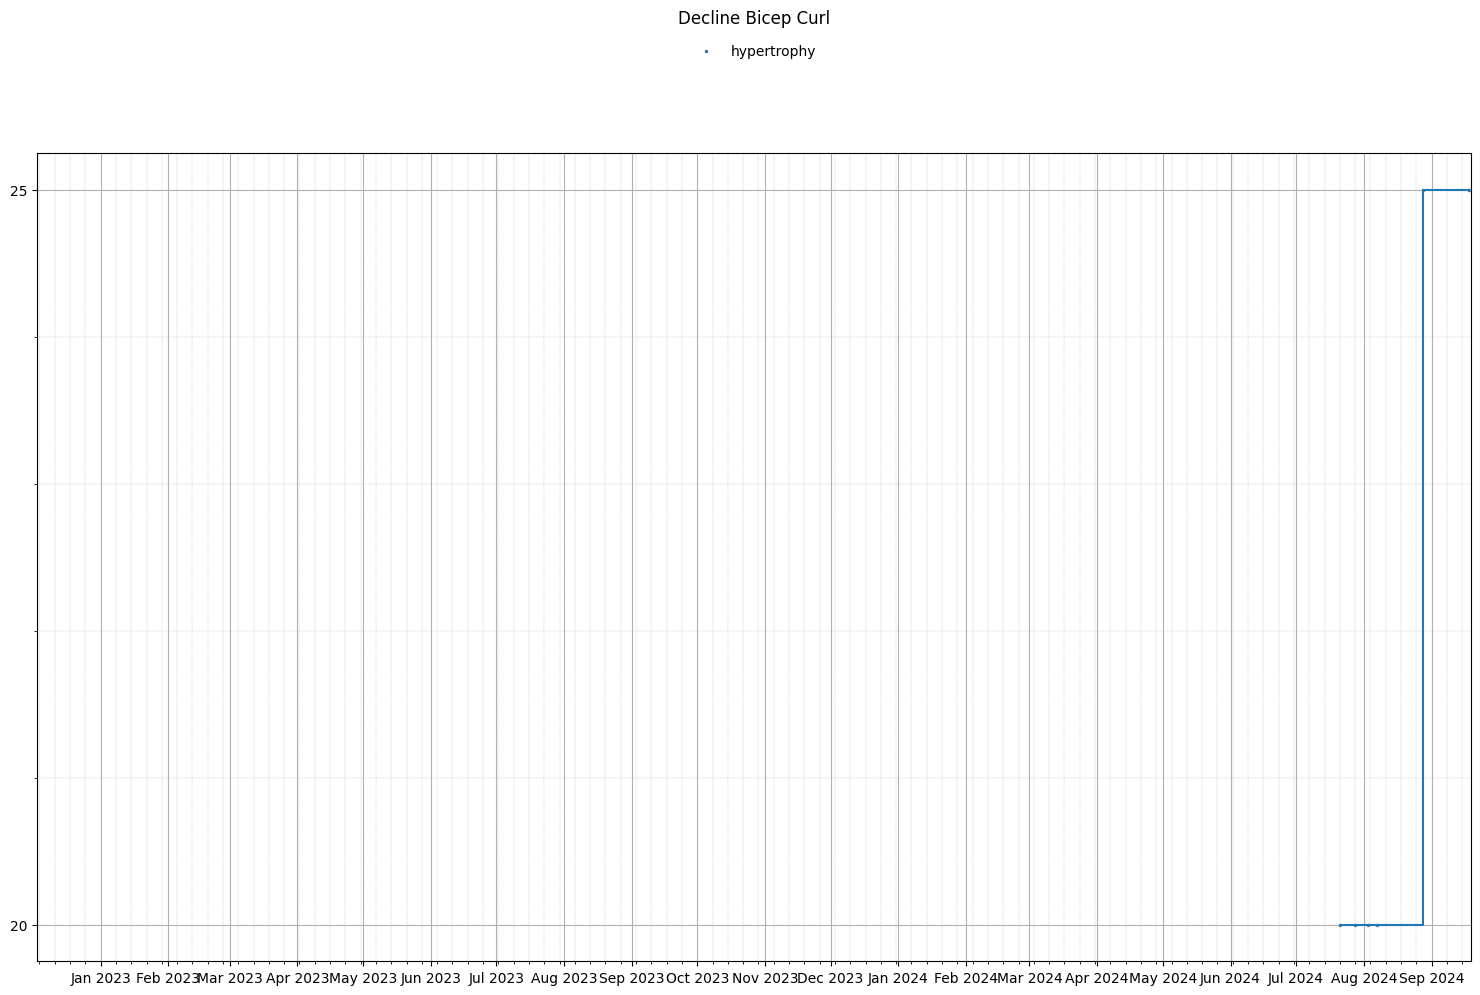 Decline Bicep Curl
hypertrophy
25
20
Jan 2023 Feb 2023 Mar 2023 Apr 2023 May 2023 Jun 2023 Jul 2023 Aug 2023 Sep 2023 Oct 2023 Nov 2023 Dec 2023 Jan 2024 Feb 2024 Mar 2024 Apr 2024 May 2024 Jun 2024 Jul 2024 Aug 2024 Sep 2024